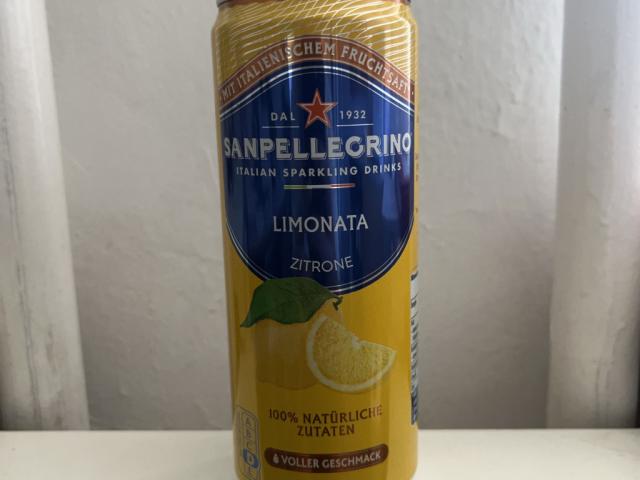 MIT ITALIENISCHEM FRUCHTSAFT
DAL 1932
SANPELLEGRINO
ITALIAN SPARKLING DRINKS
LIMONATA
ZITRONE
100% NATÜRLICHE
ZUTATEN
VOLLER GESCHMACK
A
B
C
D
E